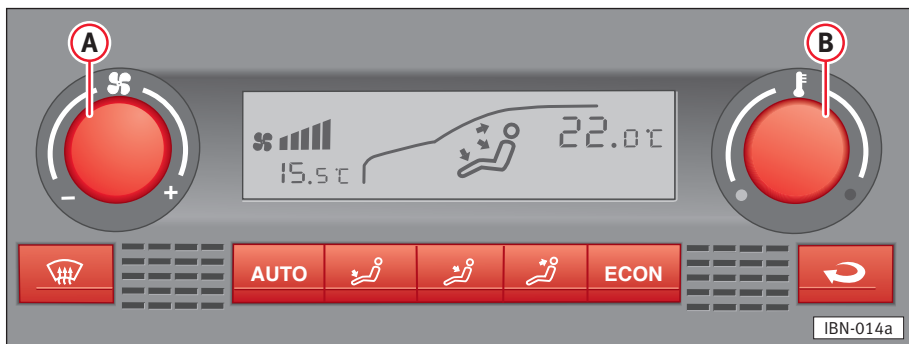 A
B
22.0°C
15.5°C
− +
AUTO
ECON
IBN-014a